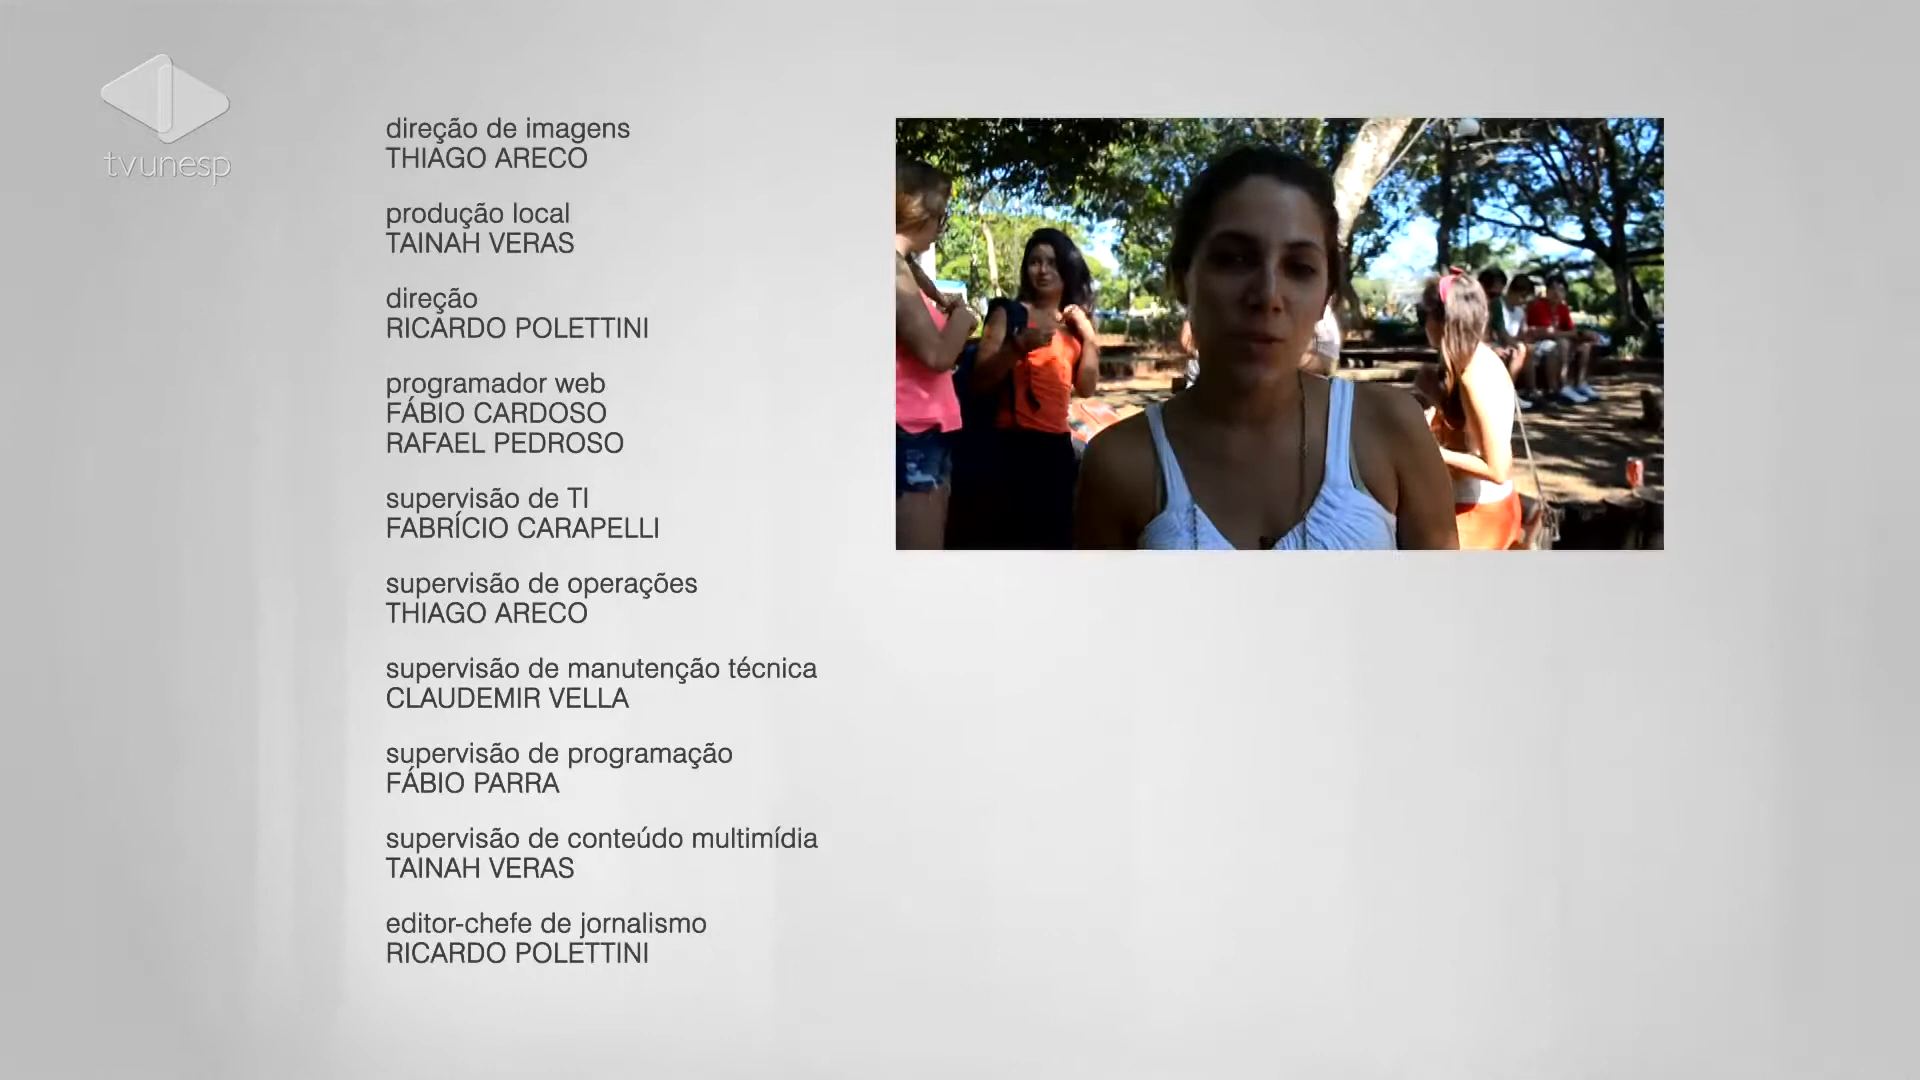 tvunesp
direção de imagens
THIAGO ARECO
produção local
TAINAH VERAS
direção
RICARDO POLETTINI
programador web
FÁBIO CARDOSO
RAFAEL PEDROSO
supervisão de TI
FABRÍCIO CARAPELLI
supervisão de operações
THIAGO ARECO
supervisão de manutenção técnica
CLAUDEMIR VELLA
supervisão de programação
FÁBIO PARRA
supervisão de conteúdo multimídia
TAINAH VERAS
editor-chefe de jornalismo
RICARDO POLETTINI